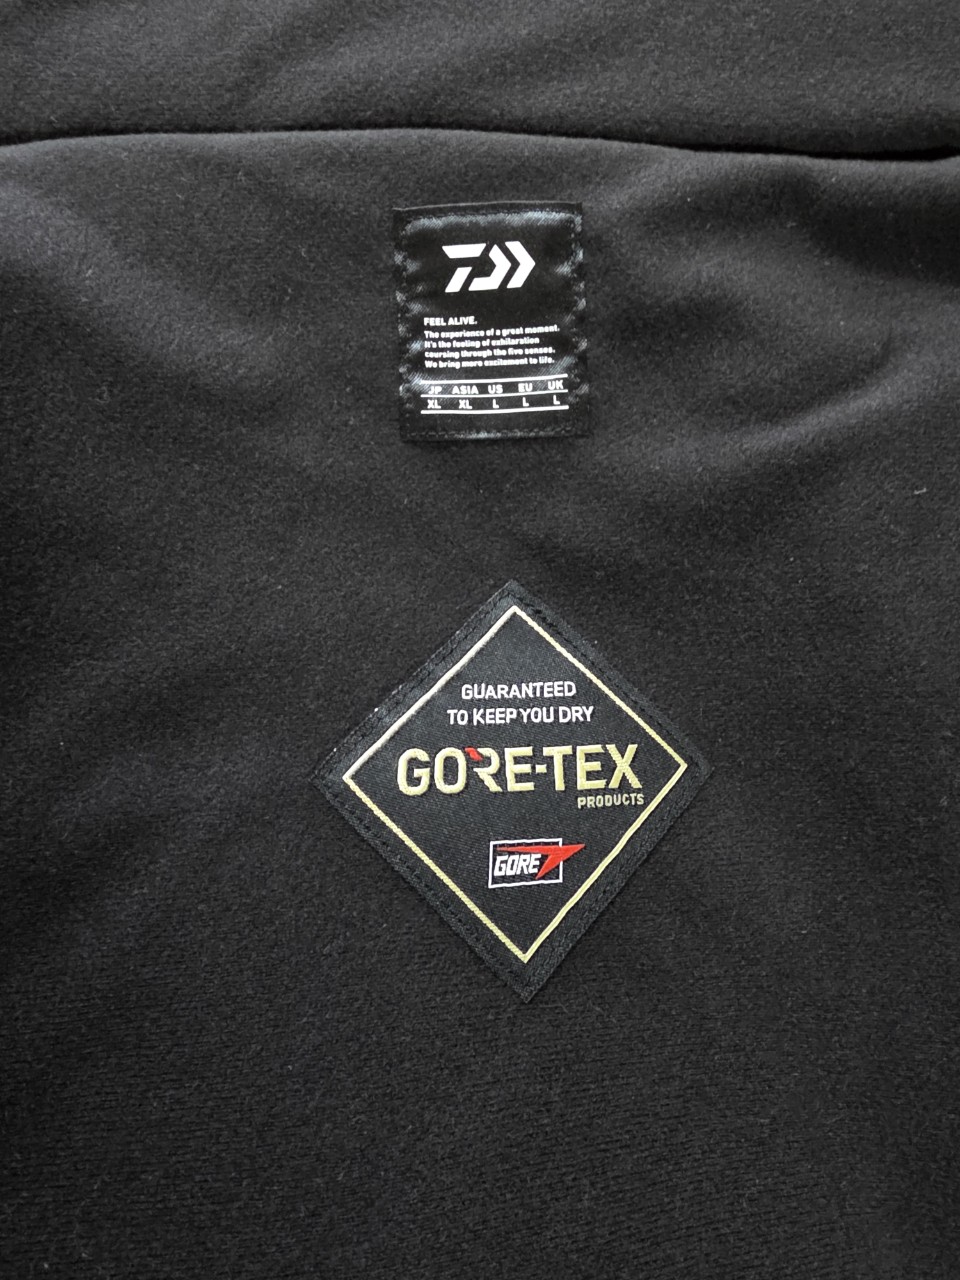 FEEL ALIVE.
The experience of a great moment.
It's the feeling of exhilaration
coursing through the five senses.
We bring more excitement to life.
JP ASIA US EU UK
XL XL L L L
GUARANTEED
TO KEEP YOU DRY
GORE-TEX
PRODUCTS
GORE